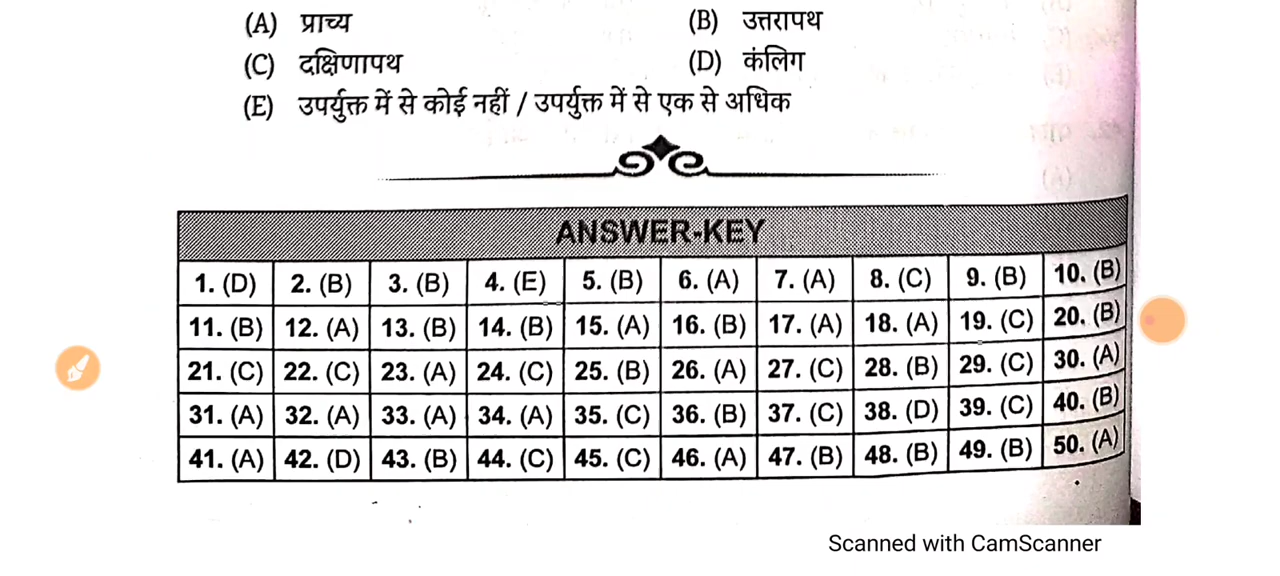 (A) प्राच्य (B) उत्तरापथ
(C) दक्षिणापथ (D) कंलिग
(E) उपर्युक्त में से कोई नहीं / उपर्युक्त में से एक से अधिक
ANSWER-KEY
1. (D) 2. (B) 3. (B) 4. (E) 5. (B) 6. (A) 7. (A) 8. (C) 9. (B) 10. (B)
11. (B) 12. (A) 13. (B) 14. (B) 15. (A) 16. (B) 17. (A) 18. (A) 19. (C) 20. (B)
21. (C) 22. (C) 23. (A) 24. (C) 25. (B) 26. (A) 27. (C) 28. (B) 29. (C) 30. (A)
31. (A) 32. (A) 33. (A) 34. (A) 35. (C) 36. (B) 37. (C) 38. (D) 39. (C) 40. (B)
41. (A) 42. (D) 43. (B) 44. (C) 45. (C) 46. (A) 47. (B) 48. (B) 49. (B) 50. (A)
Scanned with CamScanner